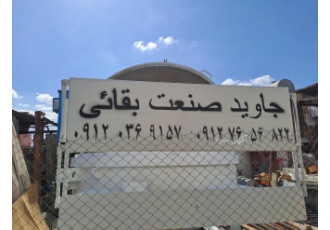 جاوید صنعت بقائی
۰۹۱۲ ۰۳۶ ۹۱۵۷ ۰۹۱۲ ۷۶ ۵۶ ۸۲۲